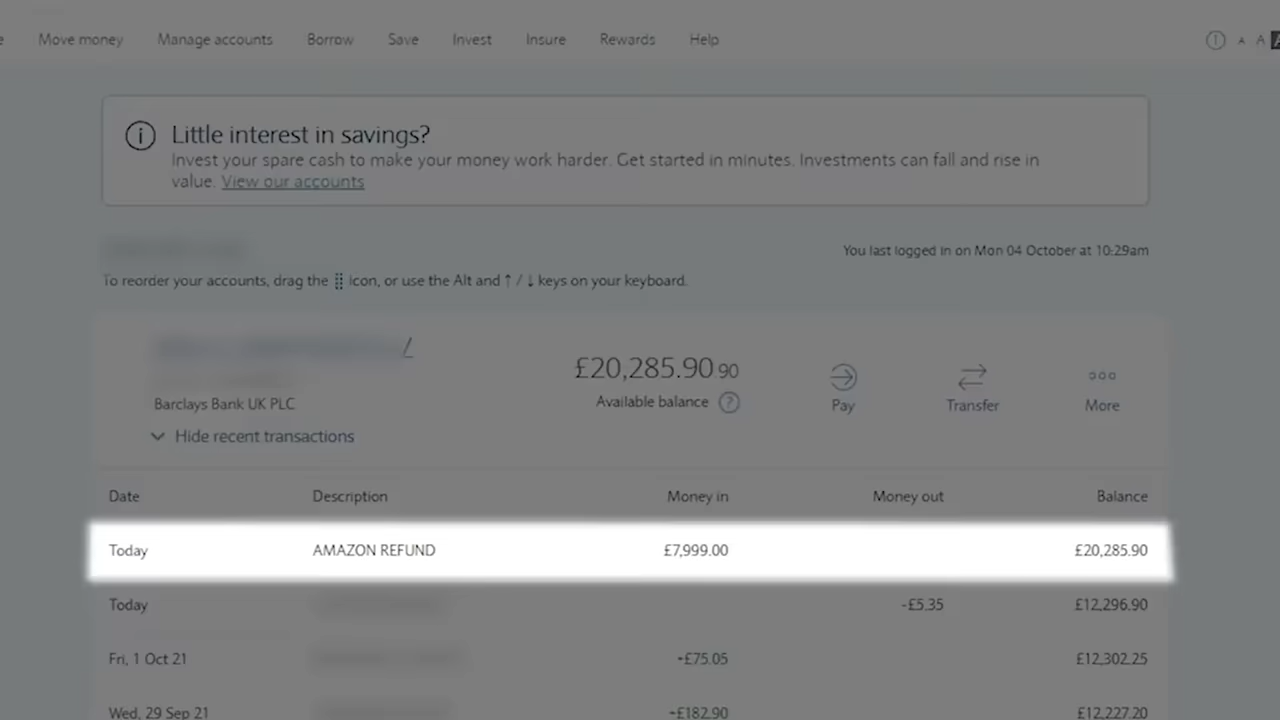 Move money Manage accounts Borrow Save Invest Insure Rewards Help A A A
Little interest in savings?
Invest your spare cash to make your money work harder. Get started in minutes. Investments can fall and rise in
value. View our accounts
You last logged in on Mon 04 October at 10:29am
To reorder your accounts, drag the icon, or use the Alt and ↑ / ↓ keys on your keyboard.
£20,285.90 90
Available balance ?
Pay Transfer More
Barclays Bank UK PLC
Hide recent transactions
Date Description Money in Money out Balance
Today AMAZON REFUND £7,999.00 £20,285.90
Today -£5.35 £12,296.90
Fri, 1 Oct 21 +£75.05 £12,302.25
Wed, 29 Sep 21 +£182.90 £12,227.20